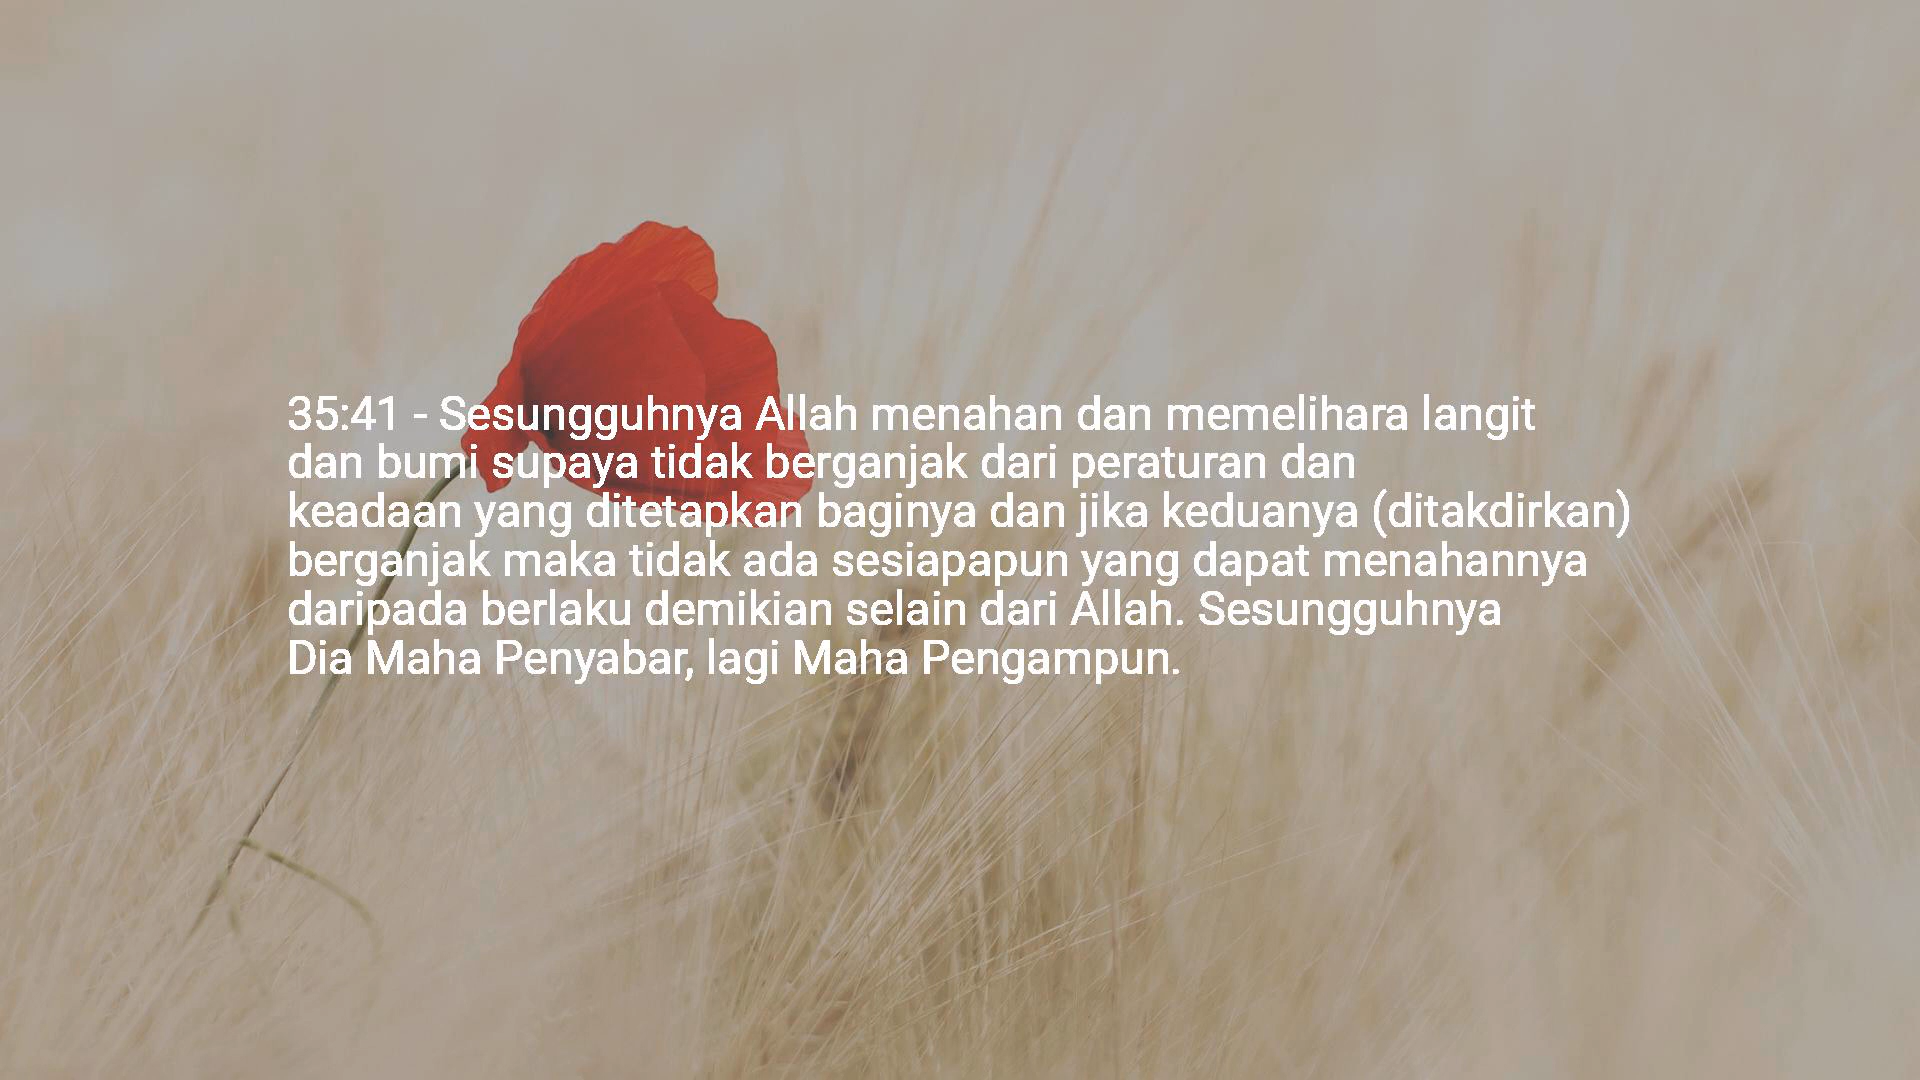 35:41 - Sesungguhnya Allah menahan dan memelihara langit
dan bumi supaya tidak berganjak dari peraturan dan
keadaan yang ditetapkan baginya dan jika keduanya (ditakdirkan)
berganjak maka tidak ada sesiapapun yang dapat menahannya
daripada berlaku demikian selain dari Allah. Sesungguhnya
Dia Maha Penyabar, lagi Maha Pengampun.